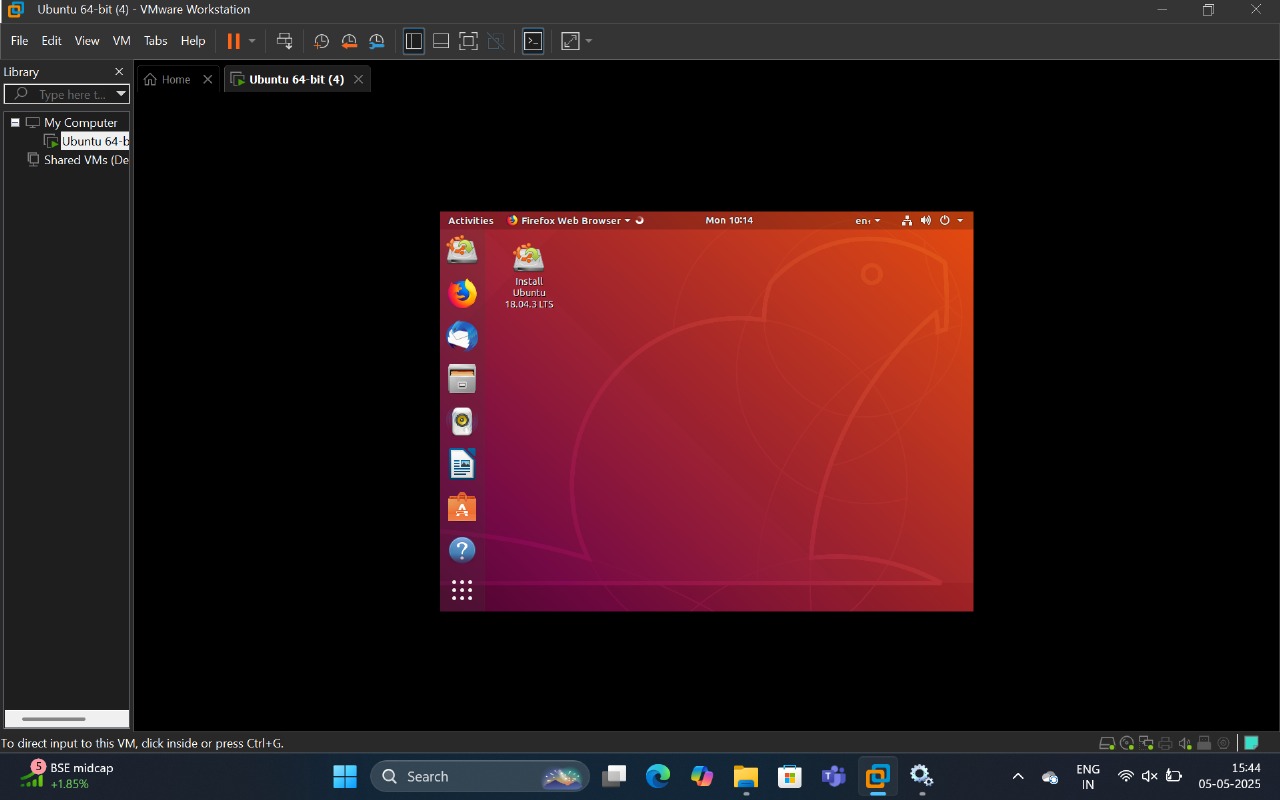 Ubuntu 64-bit (4) - VMware Workstation
File Edit View VM Tabs Help
Library
Home
Ubuntu 64-bit (4)
Type here t...
My Computer
Ubuntu 64-b
Shared VMs (De
Activities Firefox Web Browser Mon 10:14 en₁
Install
Ubuntu
18.04.3 LTS
To direct input to this VM, click inside or press Ctrl+G.
5
BSE midcap
+1.85%
Search
ENG
IN
15:44
05-05-2025